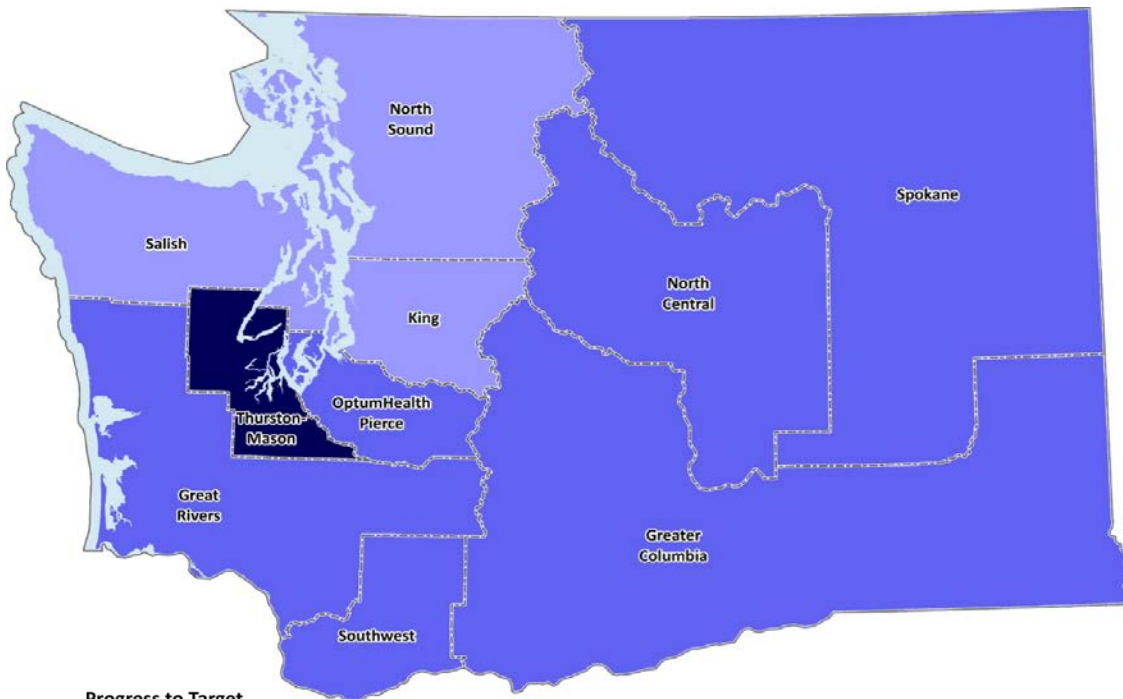 North
Sound
Spokane
Salish
North
Central
King
OptumHealth
Pierce
Thurston-
Mason
Great
Rivers
Greater
Columbia
Southwest
Progress to Target